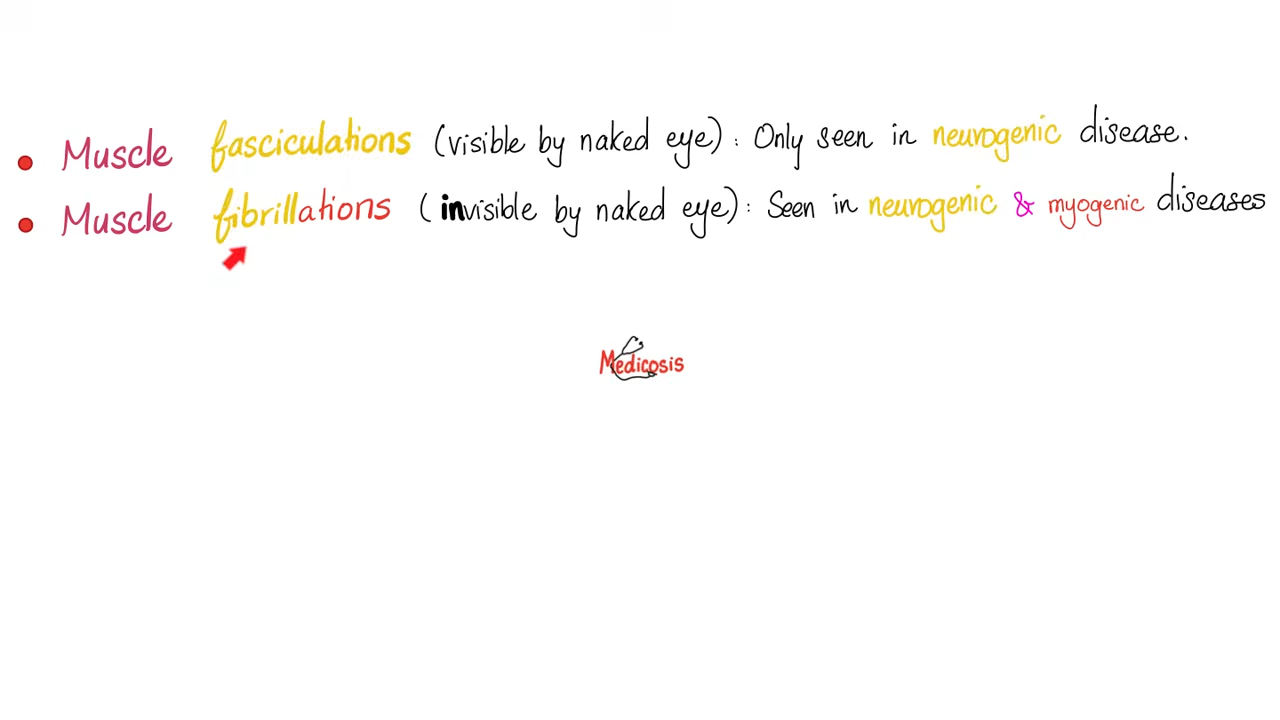 • Muscle fasciculations (visible by naked eye): Only seen in neurogenic disease.
• Muscle fibrillations (invisible by naked eye): Seen in neurogenic & myogenic diseases
Medicosis